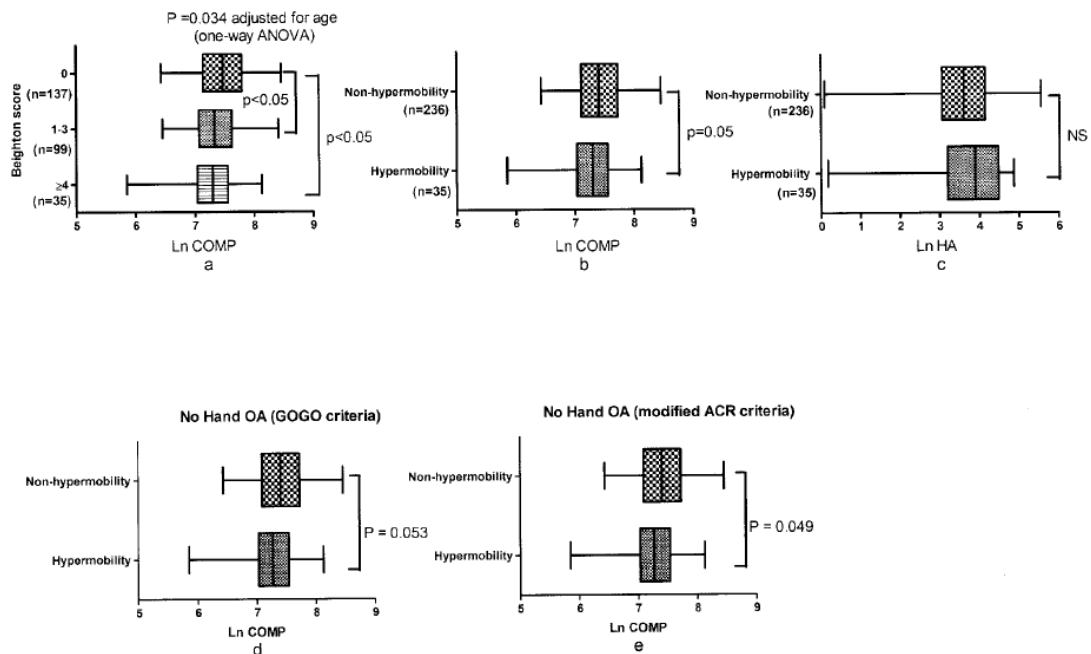 P =0.034 adjusted for age
(one-way ANOVA)
Beighton score
0
(n=137)
1-3
(n=99)
≥4
(n=35)
p<0.05
p<0.05
5 6 7 8 9
Ln COMP
a
Non-hypermobility
(n=236)
Hypermobility
(n=35)
p=0.05
5 6 7 8 9
Ln COMP
b
Non-hypermobility
(n=236)
Hypermobility
(n=35)
NS
0 1 2 3 4 5 6
Ln HA
c
No Hand OA (GOGO criteria)
Non-hypermobility
Hypermobility
P = 0.053
5 6 7 8 9
Ln COMP
d
No Hand OA (modified ACR criteria)
Non-hypermobility
Hypermobility
P = 0.049
5 6 7 8 9
Ln COMP
e